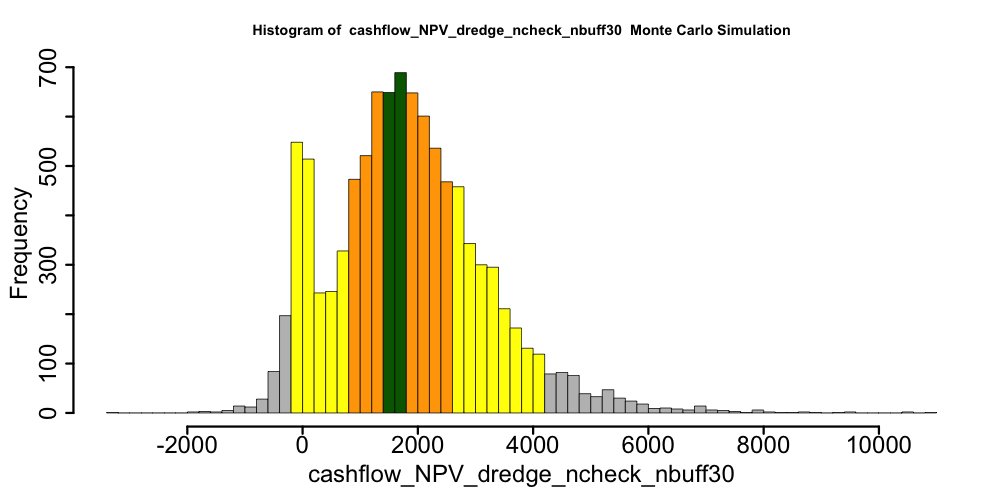 Histogram of  cashflow_NPV_dredge_ncheck_nbuff30  Monte Carlo Simulation
Frequency
700
500
300
100
0
-2000 0 2000 4000 6000 8000 10000
cashflow_NPV_dredge_ncheck_nbuff30